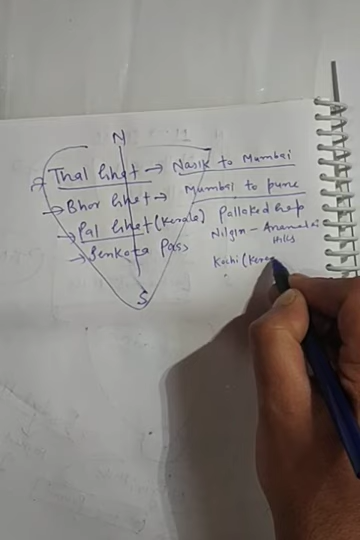 N
→ Thal Ghat → Nasik to Mumbai
→ Bhor Ghat → Mumbai to pune
→ Pal Ghat (Kerala) Pallakad gap
Nilgiri - Anamalai
Hills
→ Senkota Pass
Kochi (Kera
S